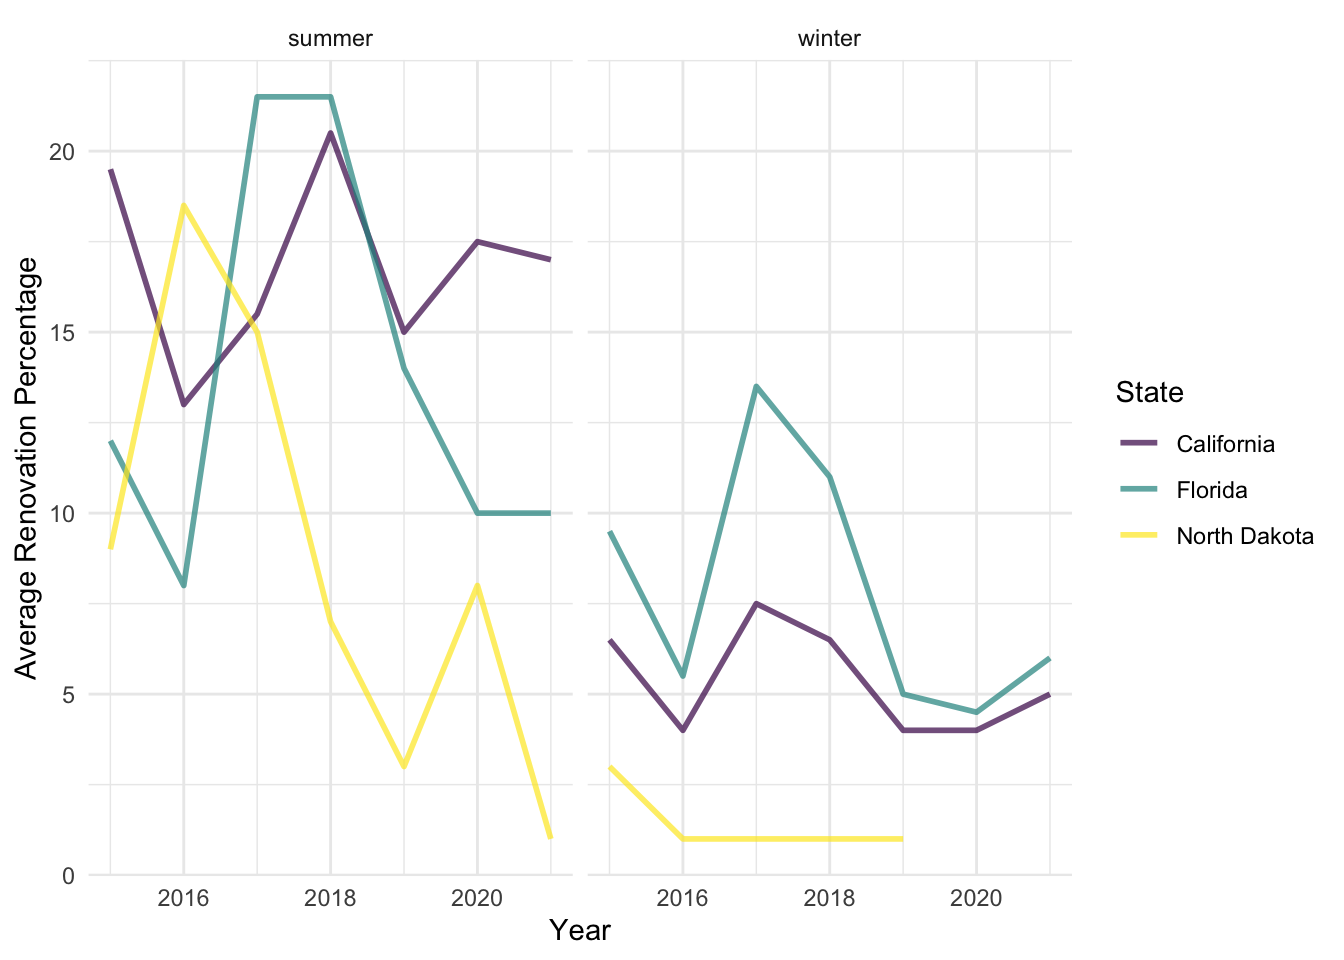 summer
winter
Average Renovation Percentage
20
15
10
5
0
2016
2018
2020
2016
2018
2020
Year
State
California
Florida
North Dakota